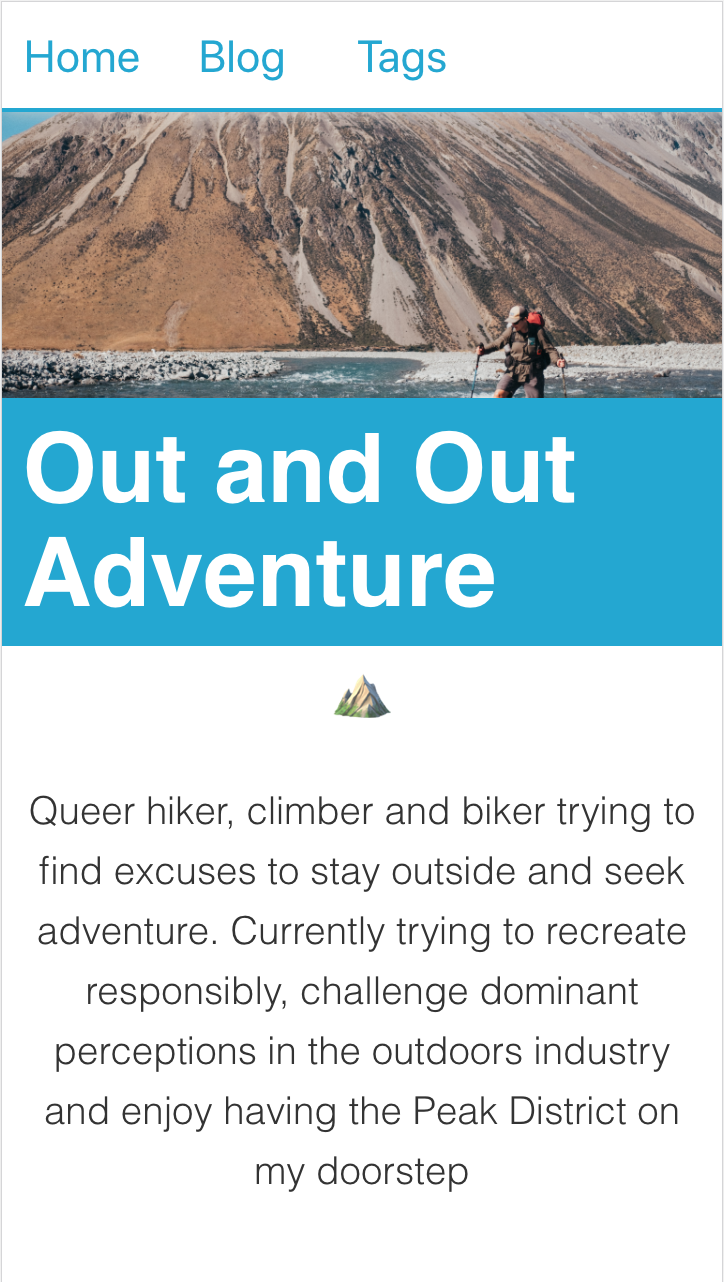 Home Blog Tags
Out and Out
Adventure
Queer hiker, climber and biker trying to
find excuses to stay outside and seek
adventure. Currently trying to recreate
responsibly, challenge dominant
perceptions in the outdoors industry
and enjoy having the Peak District on
my doorstep